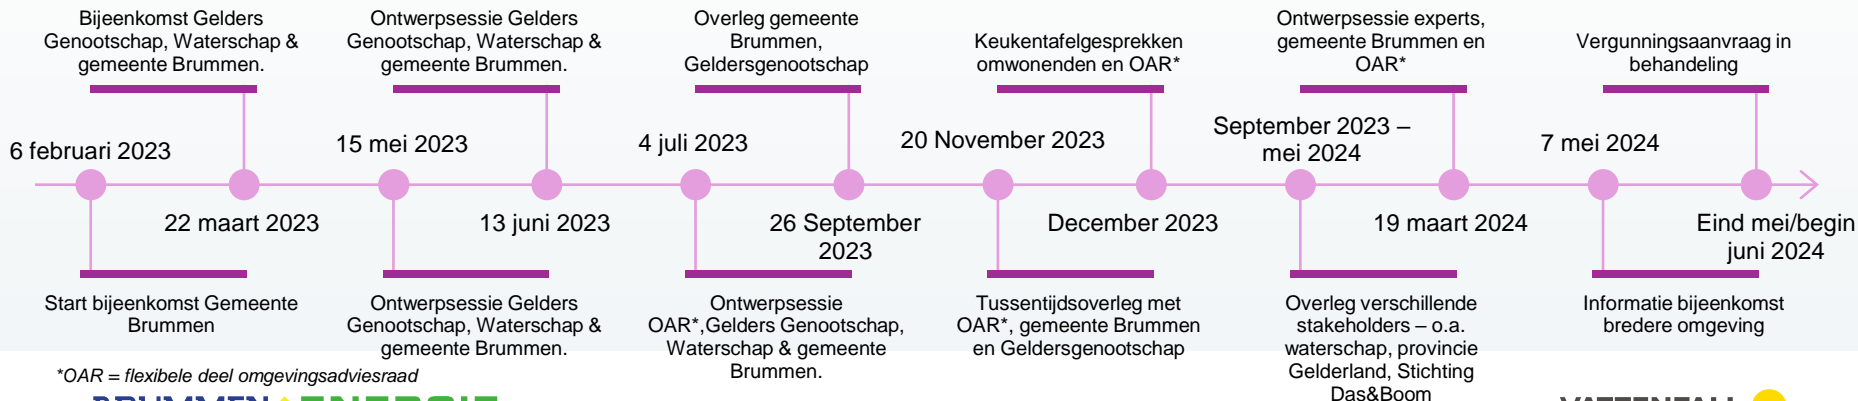 Bijeenkomst Gelders
Genootschap, Waterschap &
gemeente Brummen.
Ontwerpsessie Gelders
Genootschap, Waterschap &
gemeente Brummen.
Overleg gemeente
Brummen,
Geldersgenootschap
Keukentafelgesprekken
omwonenden en OAR*
Ontwerpsessie experts,
gemeente Brummen en
OAR*
Vergunningsaanvraag in
behandeling
6 februari 2023
15 mei 2023
4 juli 2023
20 November 2023
September 2023 –
mei 2024
7 mei 2024
22 maart 2023
13 juni 2023
26 September
2023
December 2023
19 maart 2024
Eind mei/begin
juni 2024
Start bijeenkomst Gemeente
Brummen
Ontwerpsessie Gelders
Genootschap, Waterschap &
gemeente Brummen.
Ontwerpsessie
OAR*,Gelders Genootschap,
Waterschap & gemeente
Brummen.
Tussentijdsoverleg met
OAR*, gemeente Brummen
en Geldersgenootschap
Overleg verschillende
stakeholders – o.a.
waterschap, provincie
Gelderland, Stichting
Das&Boom
Informatie bijeenkomst
bredere omgeving
*OAR = flexibele deel omgevingsadviesraad
BRUMMEN ENERGIE
VATTENFALL